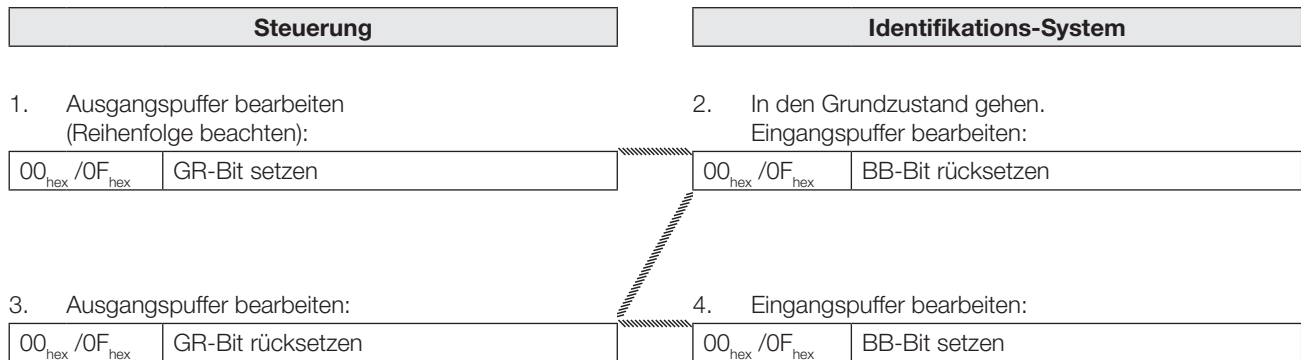 Steuerung
Identifikations-System
1. Ausgangspuffer bearbeiten
(Reihenfolge beachten):
00hex /0Fhex GR-Bit setzen
2. In den Grundzustand gehen.
Eingangspuffer bearbeiten:
00hex /0Fhex BB-Bit rücksetzen
3. Ausgangspuffer bearbeiten:
00hex /0Fhex GR-Bit rücksetzen
4. Eingangspuffer bearbeiten:
00hex /0Fhex BB-Bit setzen